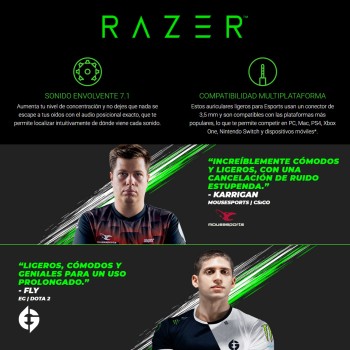 RAZER™
SONIDO ENVOLVENTE 7.1
Aumenta tu nivel de concentración y no dejes que nada se
escape a tus oídos con el audio posicional exacto, que te
permite localizar intuitivamente de dónde viene cada sonido.
COMPATIBILIDAD MULTIPLATAFORMA
Estos auriculares ligeros para Esports usan un conector de
3,5 mm y son compatibles con las plataformas más
populares, lo que te permite competir en PC, Mac, PS4, Xbox
One, Nintendo Switch y dispositivos móviles*.
"INCREÍBLEMENTE CÓMODOS
Y LIGEROS, CON UNA
CANCELACIÓN DE RUIDO
ESTUPENDA."
- KARRIGAN
MOUSESPORTS / CS:GO
mousesports
"LIGEROS, CÓMODOS Y
GENIALES PARA UN USO
PROLONGADO."
- FLY
EG | DOTA 2